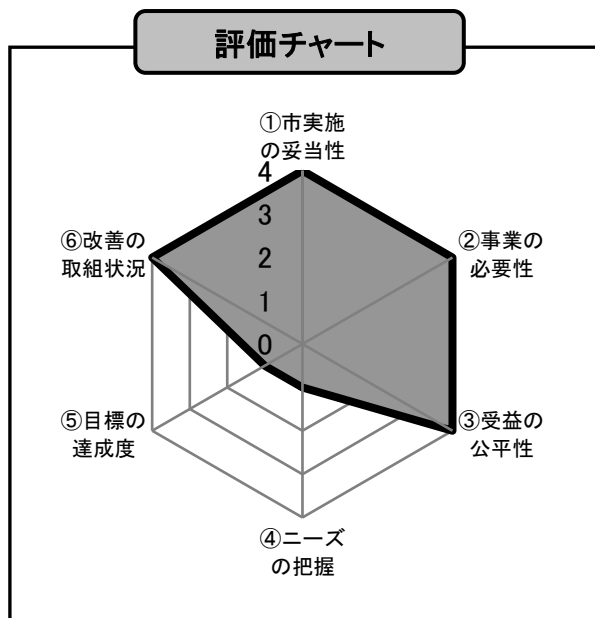 評価チャート
①市実施
の妥当性
4
3
2
1
0
②事業の
必要性
③受益の
公平性
④ニーズ
の把握
⑤目標の
達成度
⑥改善の
取組状況